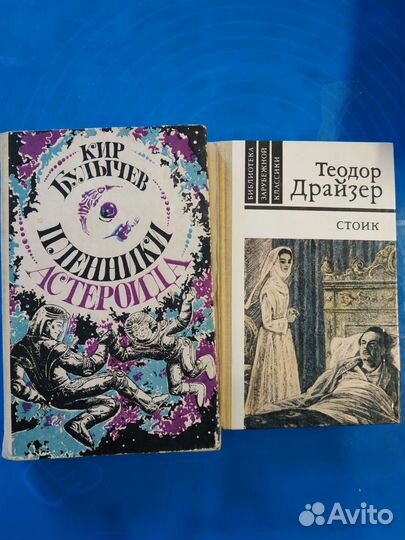 КИР
БУЛЫЧЕВ
ПЛЕННИКИ
АСТЕРОИДА
БИБЛИОТЕКА
ЗАРУБЕЖНОЙ
КЛАССИКИ
Теодор
Драйзер
СТОИК
Avito